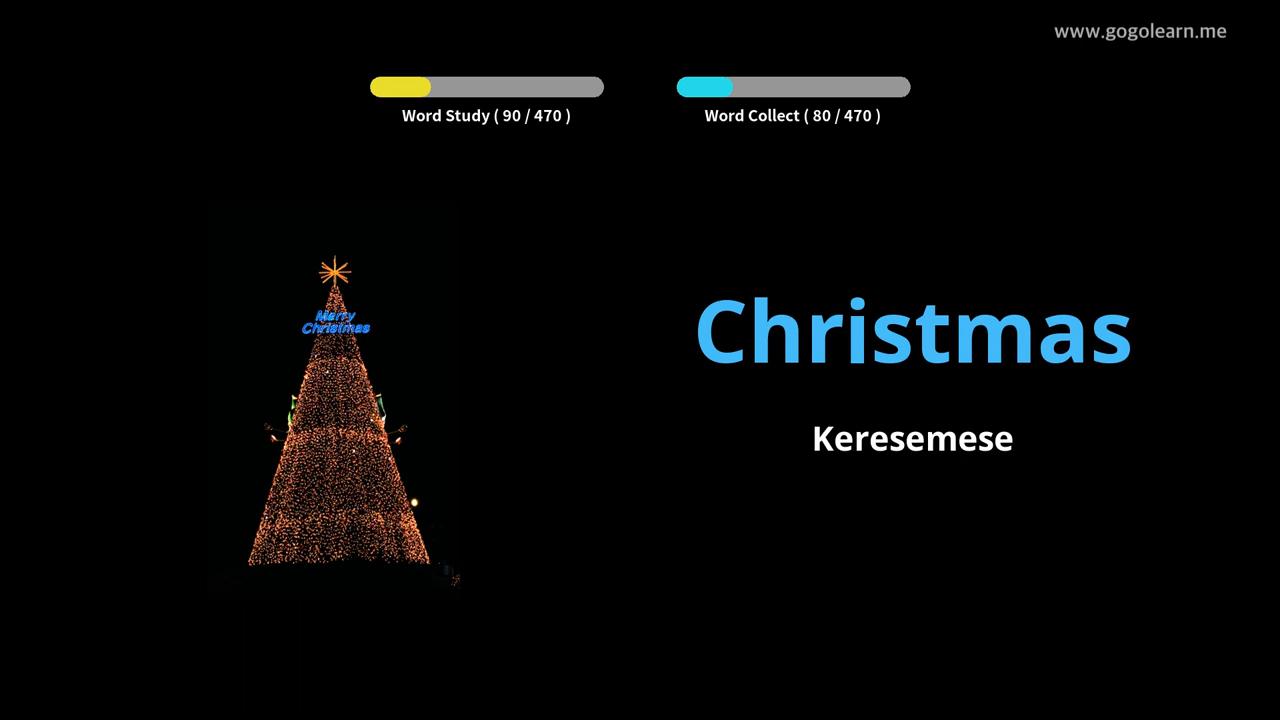 www.gogolearn.me
Word Study ( 90 / 470 )
Word Collect ( 80 / 470 )
Merry
Christmas
Christmas
Keresemese